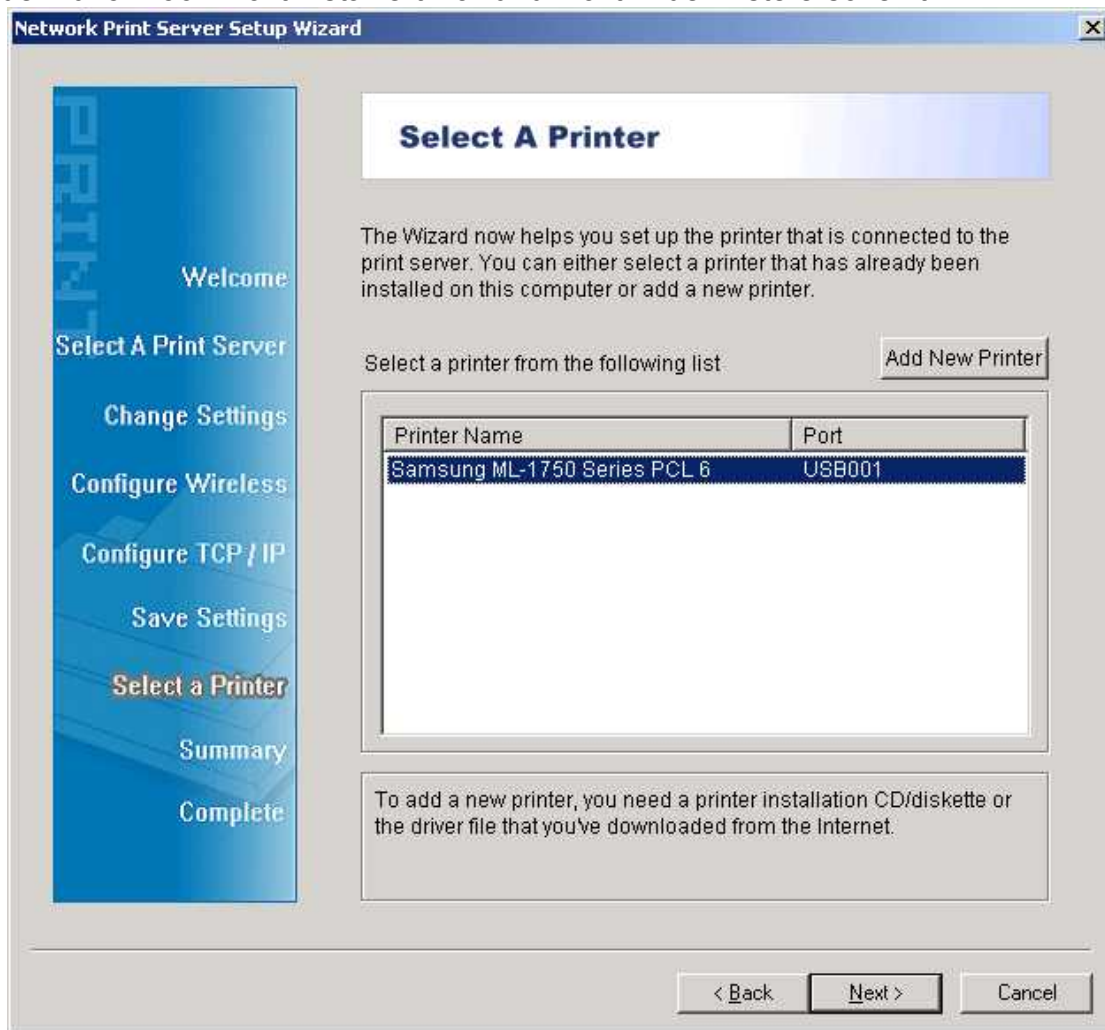 Network Print Server Setup Wizard
PRINT
Welcome
Select A Print Server
Change Settings
Configure Wireless
Configure TCP / IP
Save Settings
Select a Printer
Summary
Complete
Select A Printer
The Wizard now helps you set up the printer that is connected to the
print server. You can either select a printer that has already been
installed on this computer or add a new printer.
Select a printer from the following list
Add New Printer
Printer Name Port
Samsung ML-1750 Series PCL 6 USB001
To add a new printer, you need a printer installation CD/diskette or
the driver file that you've downloaded from the Internet.
< Back Next > Cancel